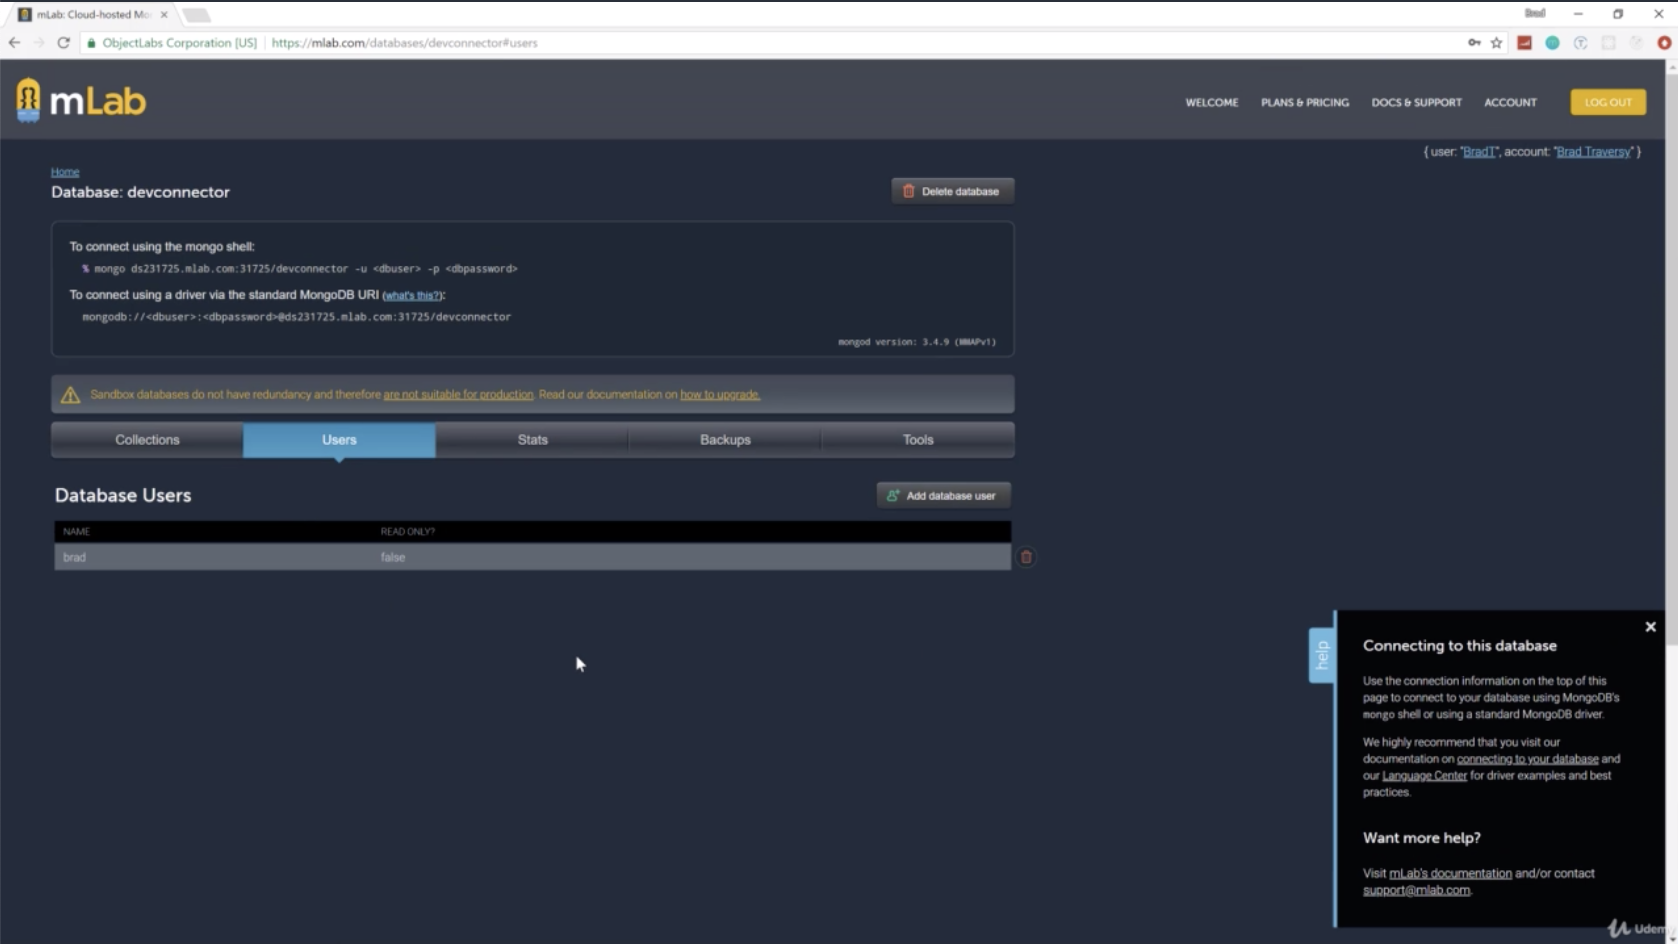 mLab: Cloud-hosted Mo
Brad
ObjectLabs Corporation [US] https://mlab.com/databases/devconnector#users
mLab
WELCOME PLANS & PRICING DOCS & SUPPORT ACCOUNT LOG OUT
{ user: "BradT", account: "Brad Traversy" }
Home
Database: devconnector
Delete database
To connect using the mongo shell:
% mongo ds231725.mlab.com:31725/devconnector -u <dbuser> -p <dbpassword>
To connect using a driver via the standard MongoDB URI (what's this?):
mongodb://<dbuser>:<dbpassword>@ds231725.mlab.com:31725/devconnector
mongod version: 3.4.9 (MMAPv1)
Sandbox databases do not have redundancy and therefore are not suitable for production. Read our documentation on how to upgrade.
Collections Users Stats Backups Tools
Database Users
Add database user
NAME READ ONLY?
brad false
help
Connecting to this database
Use the connection information on the top of this
page to connect to your database using MongoDB's
mongo shell or using a standard MongoDB driver.
We highly recommend that you visit our
documentation on connecting to your database and
our Language Center for driver examples and best
practices.
Want more help?
Visit mLab's documentation and/or contact
support@mlab.com.
Udem